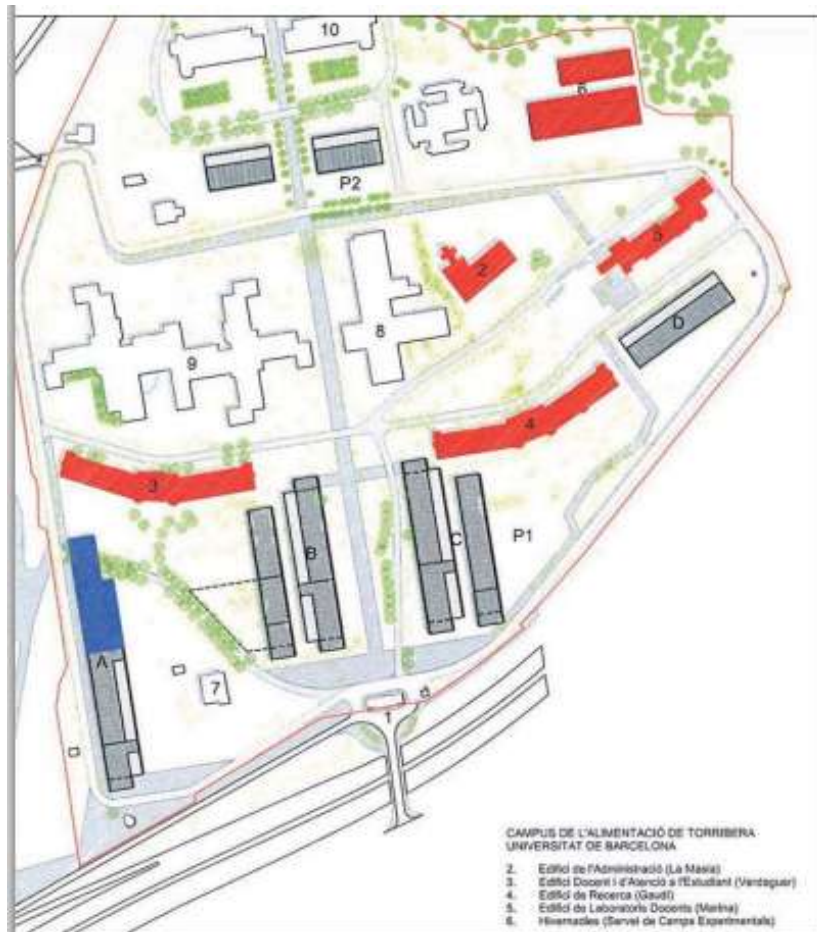 10
6
P2
5
2
D
8
9
4
3
B
C
P1
A
7
1
CAMPUS DE L'ALIMENTACIÓ DE TORRIBERA
UNIVERSITAT DE BARCELONA
2. Edifici de l'Administració (La Masia)
3. Edifici Docent i d'Atenció a l'Estudiant (Verdaguer)
4. Edifici de Recerca (Gaudí)
5. Edifici de Laboratoris Docents (Marina)
6. Hivernacles (Servei de Camps Experimentals)